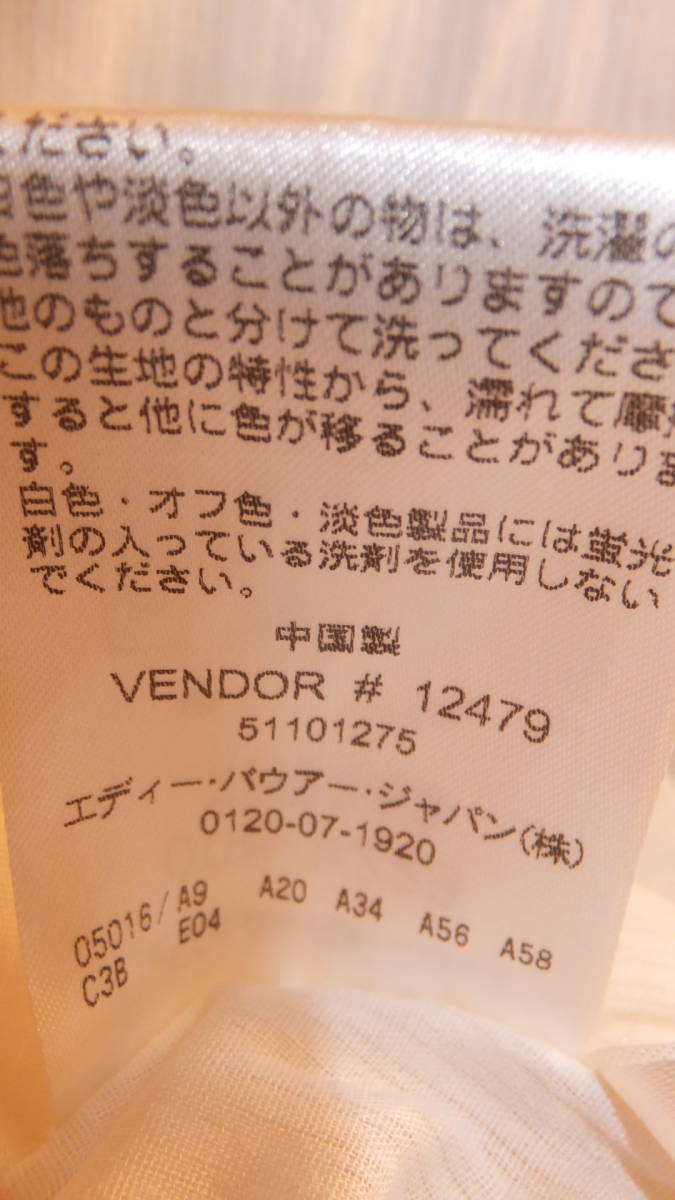 ください。
白色や淡色以外の物は、洗濯の
色落ちすることがありますので
他のものと分けて洗ってくださ
この生地の特性から、濡れて摩擦
すると他に色が移ることがありま
す。
白色・オフ色・淡色製品には蛍光
剤の入っている洗剤を使用しない
でください。
中国製
VENDOR # 12479
51101275
エディー・バウアー・ジャパン(株)
0120-07-1920
05016/A9 A20 A34 A56 A58
C3B E04